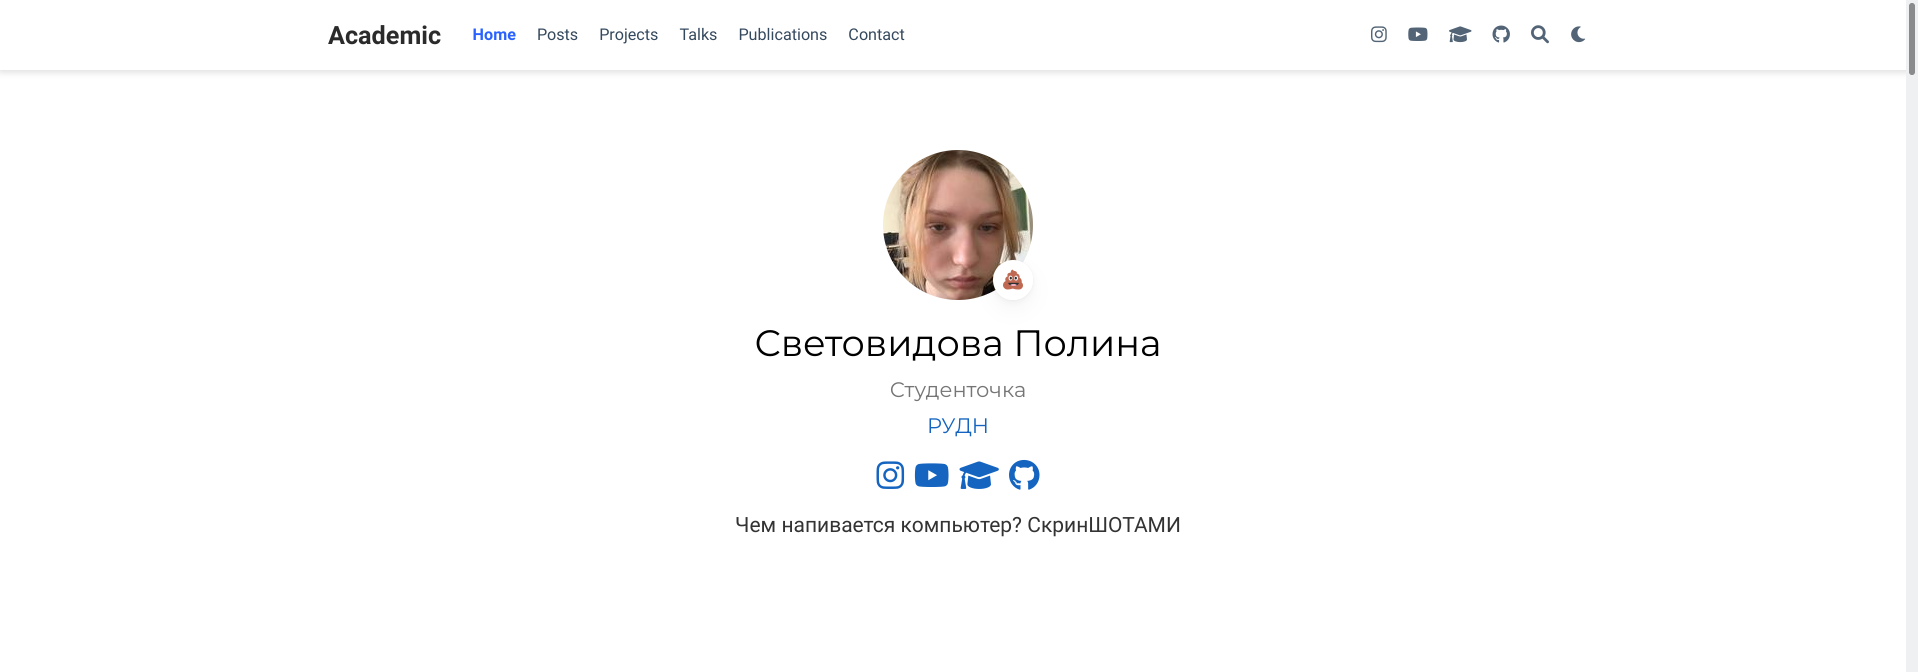 Academic Home Posts Projects Talks Publications Contact
Световидова Полина
Студенточка
РУДН
Чем напивается компьютер? СкринШОТАМИ